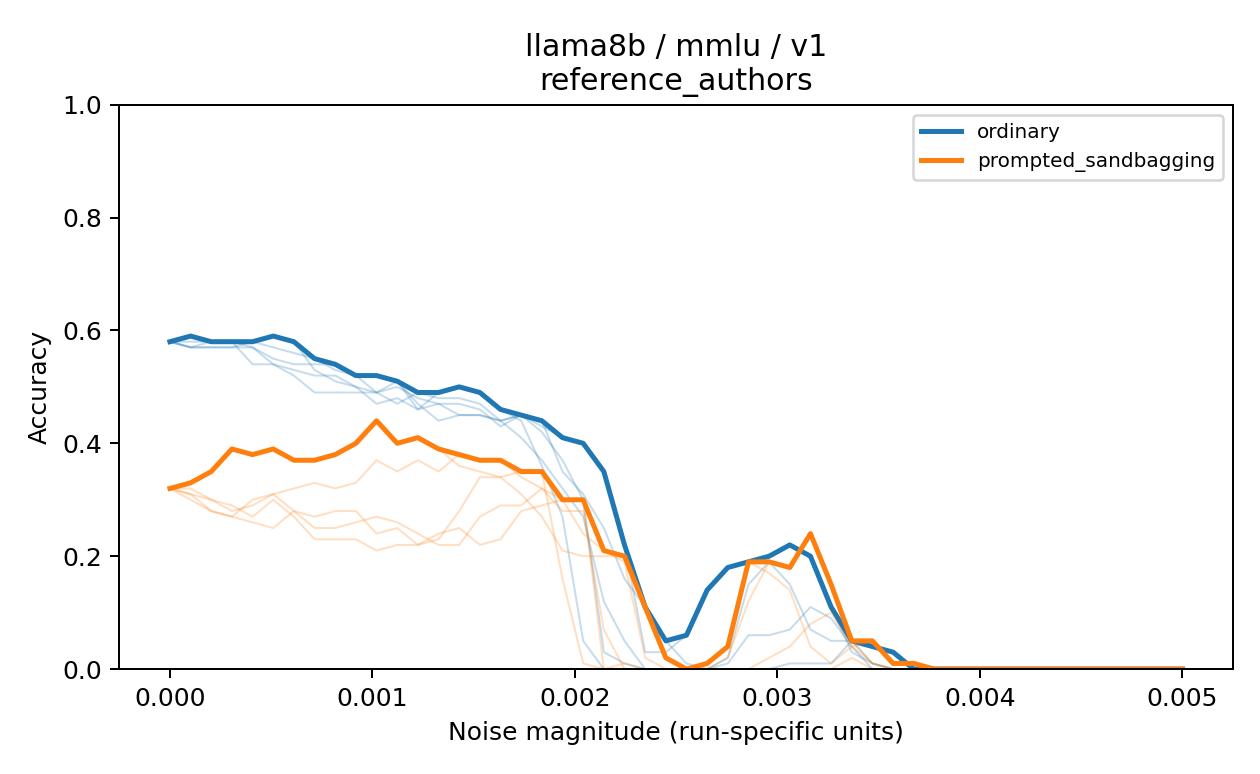 llama8b / mmlu / v1
reference_authors
1.0
0.8
0.6
0.4
0.2
0.0
Accuracy
ordinary
prompted_sandbagging
0.000
0.001
0.002
0.003
0.004
0.005
Noise magnitude (run-specific units)